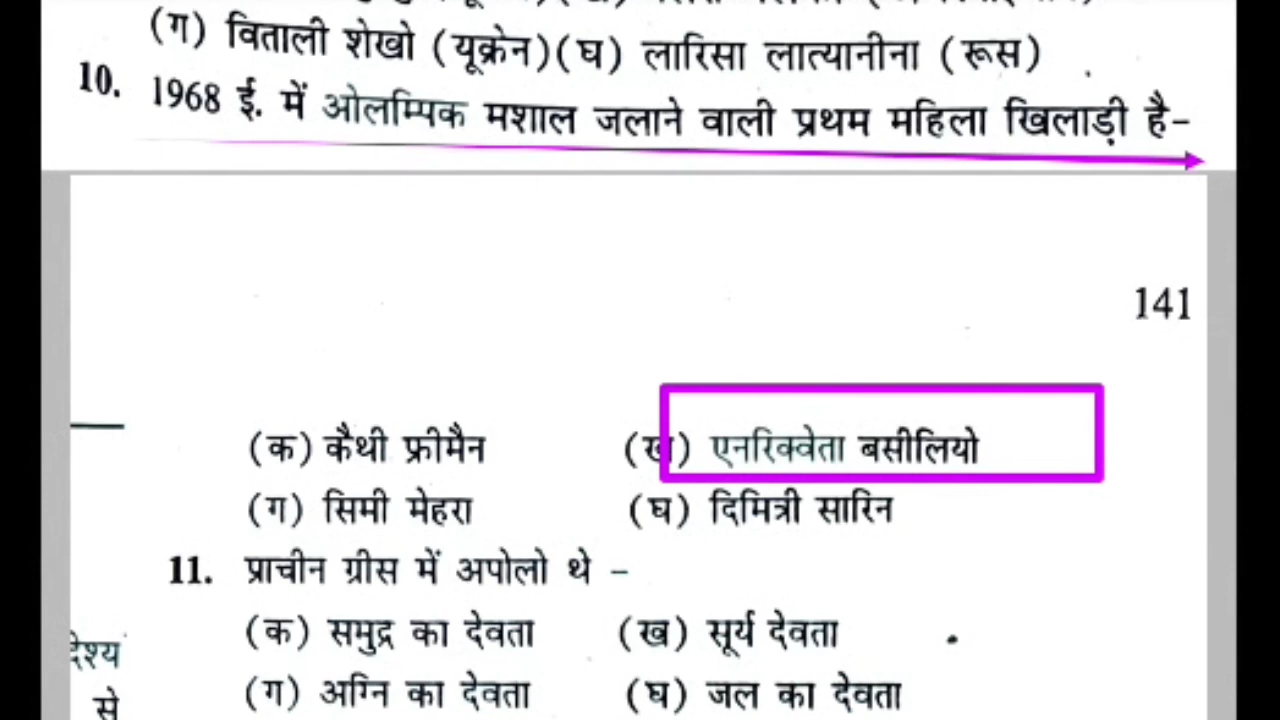 (ग) विताली शेखो (यूक्रेन)(घ) लारिसा लात्यानीना (रूस)
10. 1968 ई. में ओलम्पिक मशाल जलाने वाली प्रथम महिला खिलाड़ी है-
141
(क) कैथी फ्रीमैन (ख) एनरिक्वेता बसीलियो
(ग) सिमी मेहरा (घ) दिमित्री सारिन
11. प्राचीन ग्रीस में अपोलो थे -
(क) समुद्र का देवता (ख) सूर्य देवता
(ग) अग्नि का देवता (घ) जल का देवता
से